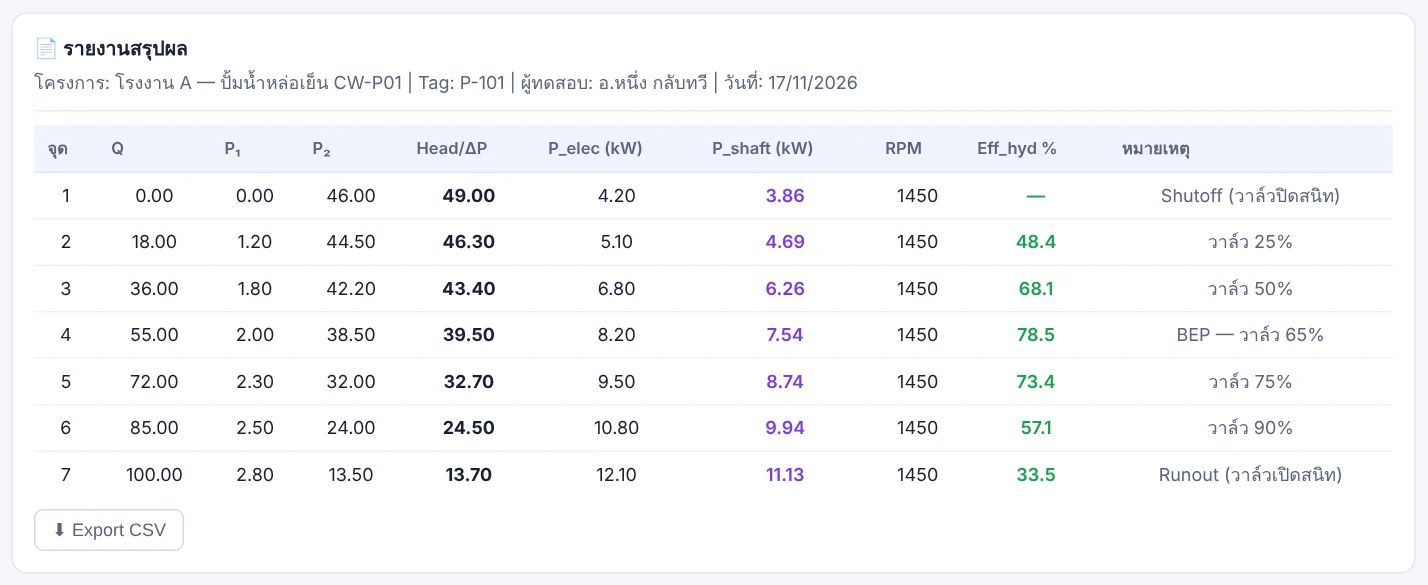 📄 รายงานสรุปผล
โครงการ: โรงงาน A — ปั้มน้ำหล่อเย็น CW-P01 | Tag: P-101 | ผู้ทดสอบ: อ.หนึ่ง กลับทวี | วันที่: 17/11/2026
จุด Q P₁ P₂ Head/ΔP P_elec (kW) P_shaft (kW) RPM Eff_hyd % หมายเหตุ
1 0.00 0.00 46.00 49.00 4.20 3.86 1450 — Shutoff (วาล์วปิดสนิท)
2 18.00 1.20 44.50 46.30 5.10 4.69 1450 48.4 วาล์ว 25%
3 36.00 1.80 42.20 43.40 6.80 6.26 1450 68.1 วาล์ว 50%
4 55.00 2.00 38.50 39.50 8.20 7.54 1450 78.5 BEP — วาล์ว 65%
5 72.00 2.30 32.00 32.70 9.50 8.74 1450 73.4 วาล์ว 75%
6 85.00 2.50 24.00 24.50 10.80 9.94 1450 57.1 วาล์ว 90%
7 100.00 2.80 13.50 13.70 12.10 11.13 1450 33.5 Runout (วาล์วเปิดสนิท)
⬇ Export CSV